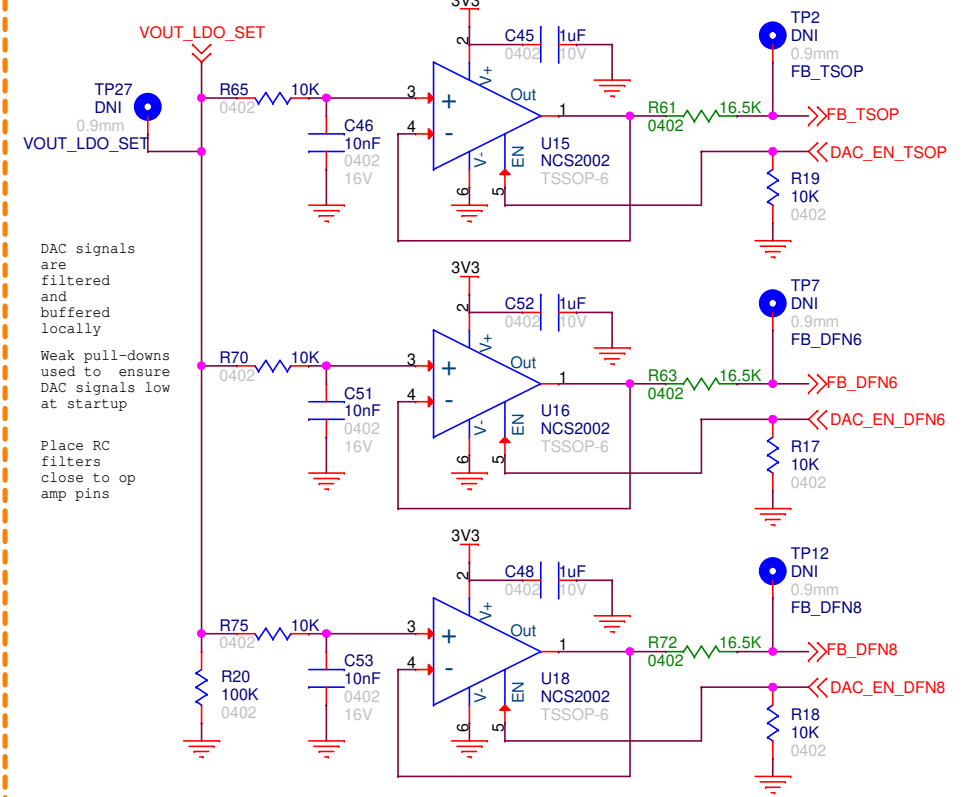 VOUT_LDO_SET
TP27
DNI
0.9mm
VOUT_LDO_SET
3V3
2
C45
1uF
0402
10V
TP2
DNI
0.9mm
FB_TSOP
R65
10K
0402
3
+
V+
Out
1
4
-
C46
10nF
0402
16V
V-
EN
6
5
U15
NCS2002
TSSOP-6
R61
16.5K
0402
FB_TSOP
DAC_EN_TSOP
R19
10K
0402
DAC signals
are
filtered
and
buffered
locally
Weak pull-downs
used to ensure
DAC signals low
at startup
Place RC
filters
close to op
amp pins
3V3
2
C52
1uF
0402
10V
TP7
DNI
0.9mm
FB_DFN6
R70
10K
0402
3
+
V+
Out
1
4
-
C51
10nF
0402
16V
V-
EN
6
5
U16
NCS2002
TSSOP-6
R63
16.5K
0402
FB_DFN6
DAC_EN_DFN6
R17
10K
0402
3V3
2
C48
1uF
0402
10V
TP12
DNI
0.9mm
FB_DFN8
R75
10K
0402
3
+
V+
Out
1
4
-
R20
100K
0402
C53
10nF
0402
16V
V-
EN
6
5
U18
NCS2002
TSSOP-6
R72
16.5K
0402
FB_DFN8
DAC_EN_DFN8
R18
10K
0402